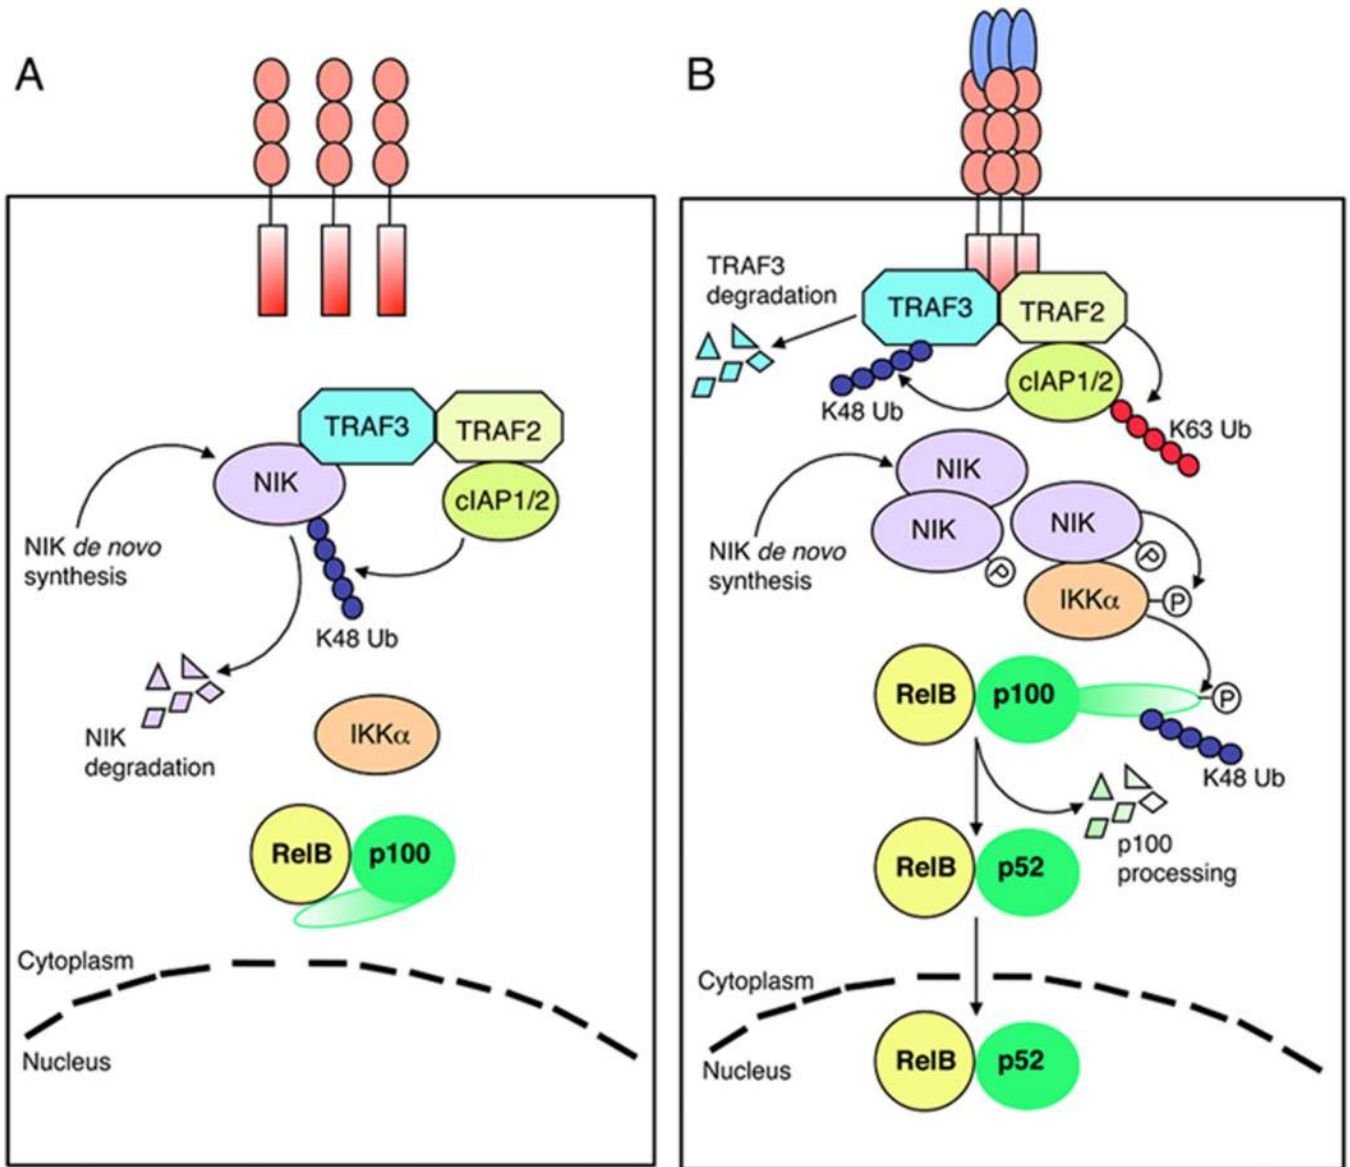 A
TRAF3
TRAF2
NIK
cIAP1/2
NIK de novo
synthesis
K48 Ub
NIK
degradation
IKKα
RelB
p100
Cytoplasm
Nucleus
B
TRAF3
degradation
TRAF3
TRAF2
cIAP1/2
K48 Ub
K63 Ub
NIK
NIK
NIK
NIK de novo
synthesis
P
P
IKKα
P
RelB
p100
P
K48 Ub
p100
processing
RelB
p52
Cytoplasm
Nucleus
RelB
p52